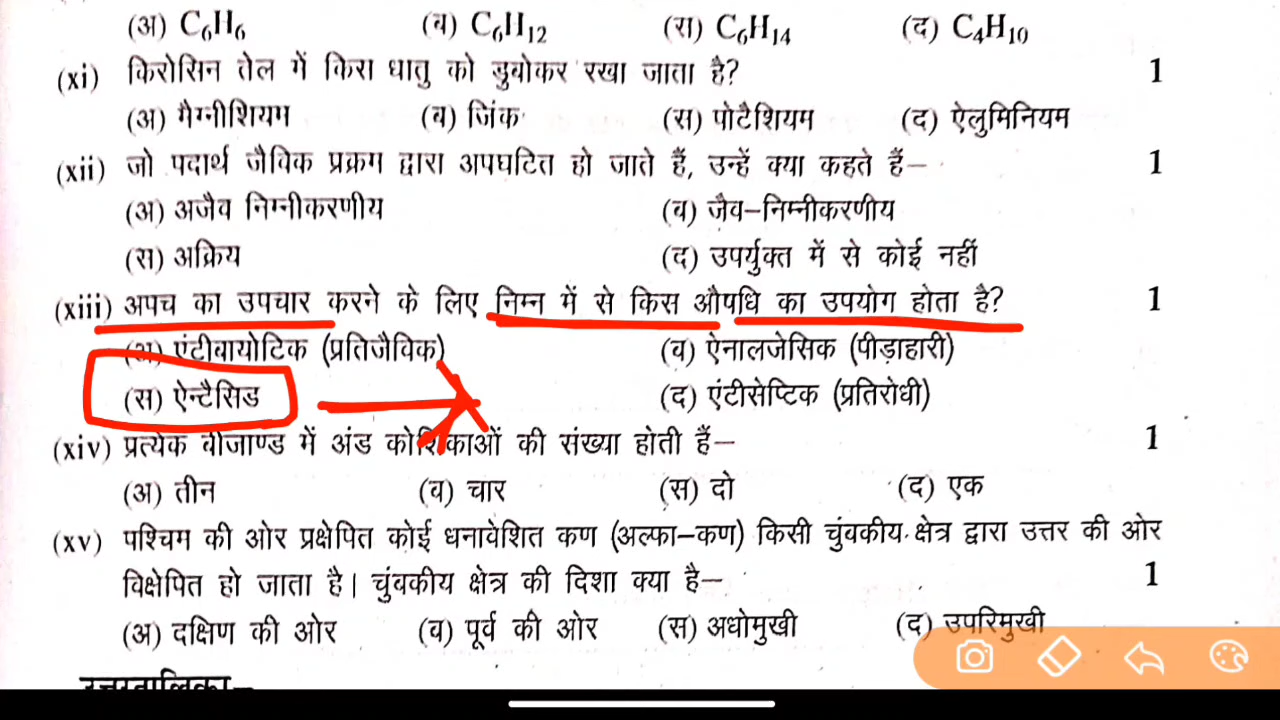 (अ) C₆H₆ (ब) C₆H₁₂ (स) C₆H₁₄ (द) C₄H₁₀
(xi) किरोसिन तेल में किस धातु को डुबोकर रखा जाता है? 1
(अ) मैग्नीशियम (ब) जिंक (स) पोटैशियम (द) ऐलुमिनियम
(xii) जो पदार्थ जैविक प्रक्रम द्वारा अपघटित हो जाते हैं, उन्हें क्या कहते हैं– 1
(अ) अजैव निम्नीकरणीय (ब) जैव–निम्नीकरणीय
(स) अक्रिय (द) उपर्युक्त में से कोई नहीं
(xiii) अपच का उपचार करने के लिए निम्न में से किस औषधि का उपयोग होता है? 1
(अ) एंटीबायोटिक (प्रतिजैविक) (ब) ऐनालजेसिक (पीड़ाहारी)
(स) ऐन्टैसिड (द) एंटीसेप्टिक (प्रतिरोधी)
(xiv) प्रत्येक बीजाण्ड में अंड कोशिकाओं की संख्या होती हैं– 1
(अ) तीन (ब) चार (स) दो (द) एक
(xv) पश्चिम की ओर प्रक्षेपित कोई धनावेशित कण (अल्फा–कण) किसी चुंबकीय क्षेत्र द्वारा उत्तर की ओर
विक्षेपित हो जाता है। चुंबकीय क्षेत्र की दिशा क्या है– 1
(अ) दक्षिण की ओर (ब) पूर्व की ओर (स) अधोमुखी (द) उपरिमुखी
उत्तरतालिका–